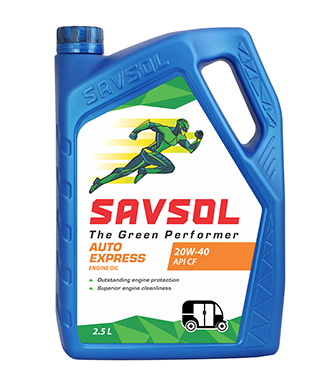 SAVSOL
SAVSOL
The Green Performer
AUTO
EXPRESS
ENGINE OIL
20W-40
API CF
Outstanding engine protection
Superior engine cleanliness
2.5 L